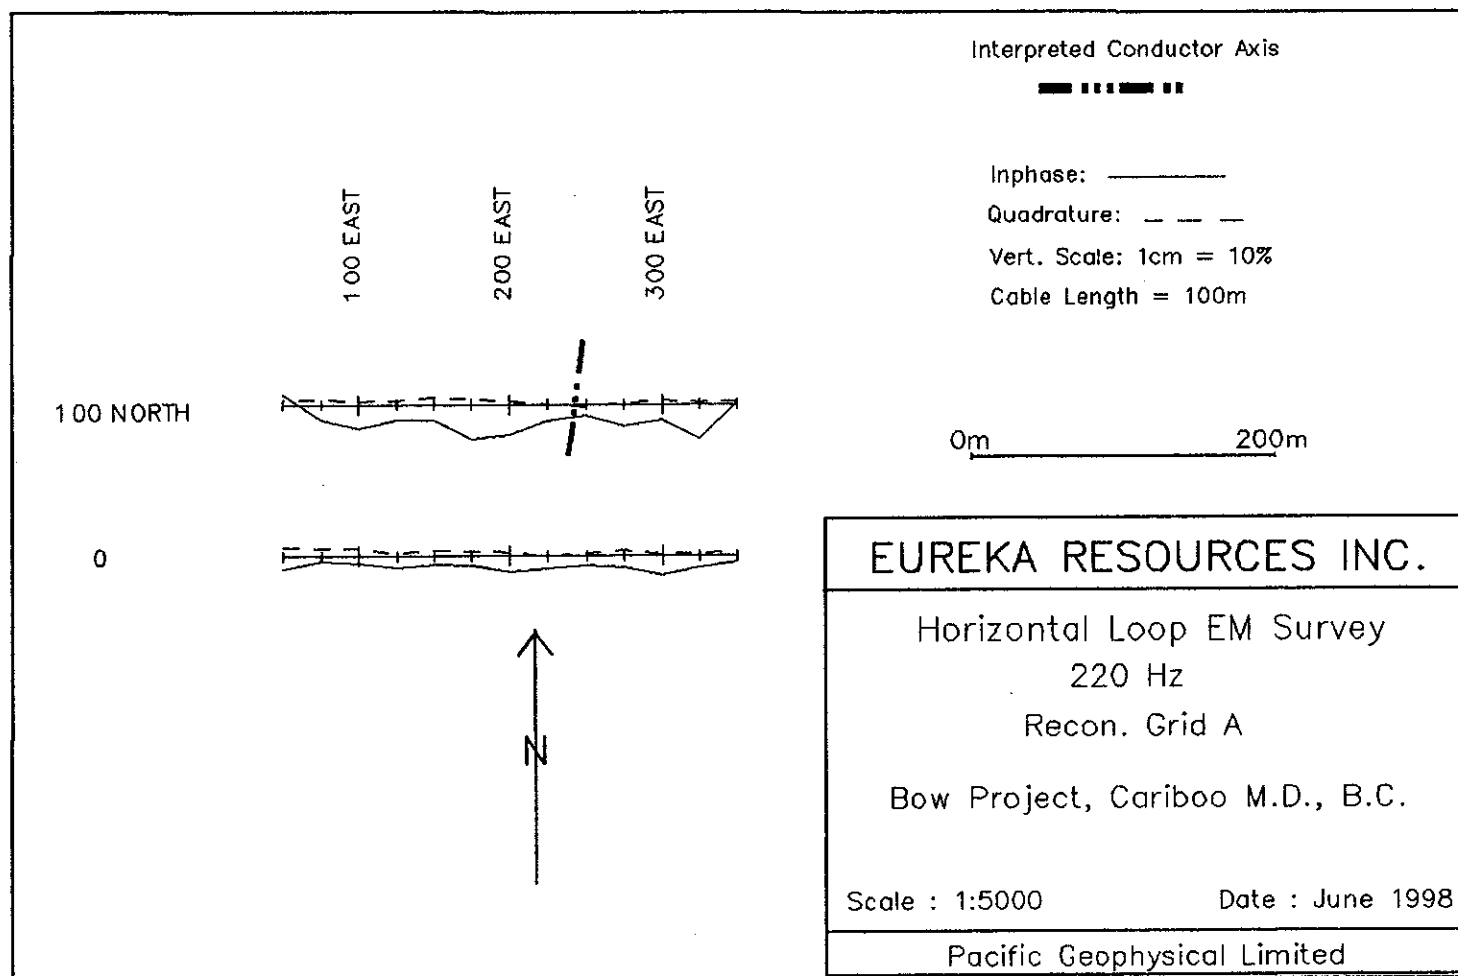 Interpreted Conductor Axis
Inphase:
Quadrature:
Vert. Scale: 1cm = 10%
Cable Length = 100m
100 EAST
200 EAST
300 EAST
100 NORTH
0
0m 200m
N
EUREKA RESOURCES INC.
Horizontal Loop EM Survey
220 Hz
Recon. Grid A
Bow Project, Cariboo M.D., B.C.
Scale : 1:5000 Date : June 1998
Pacific Geophysical Limited